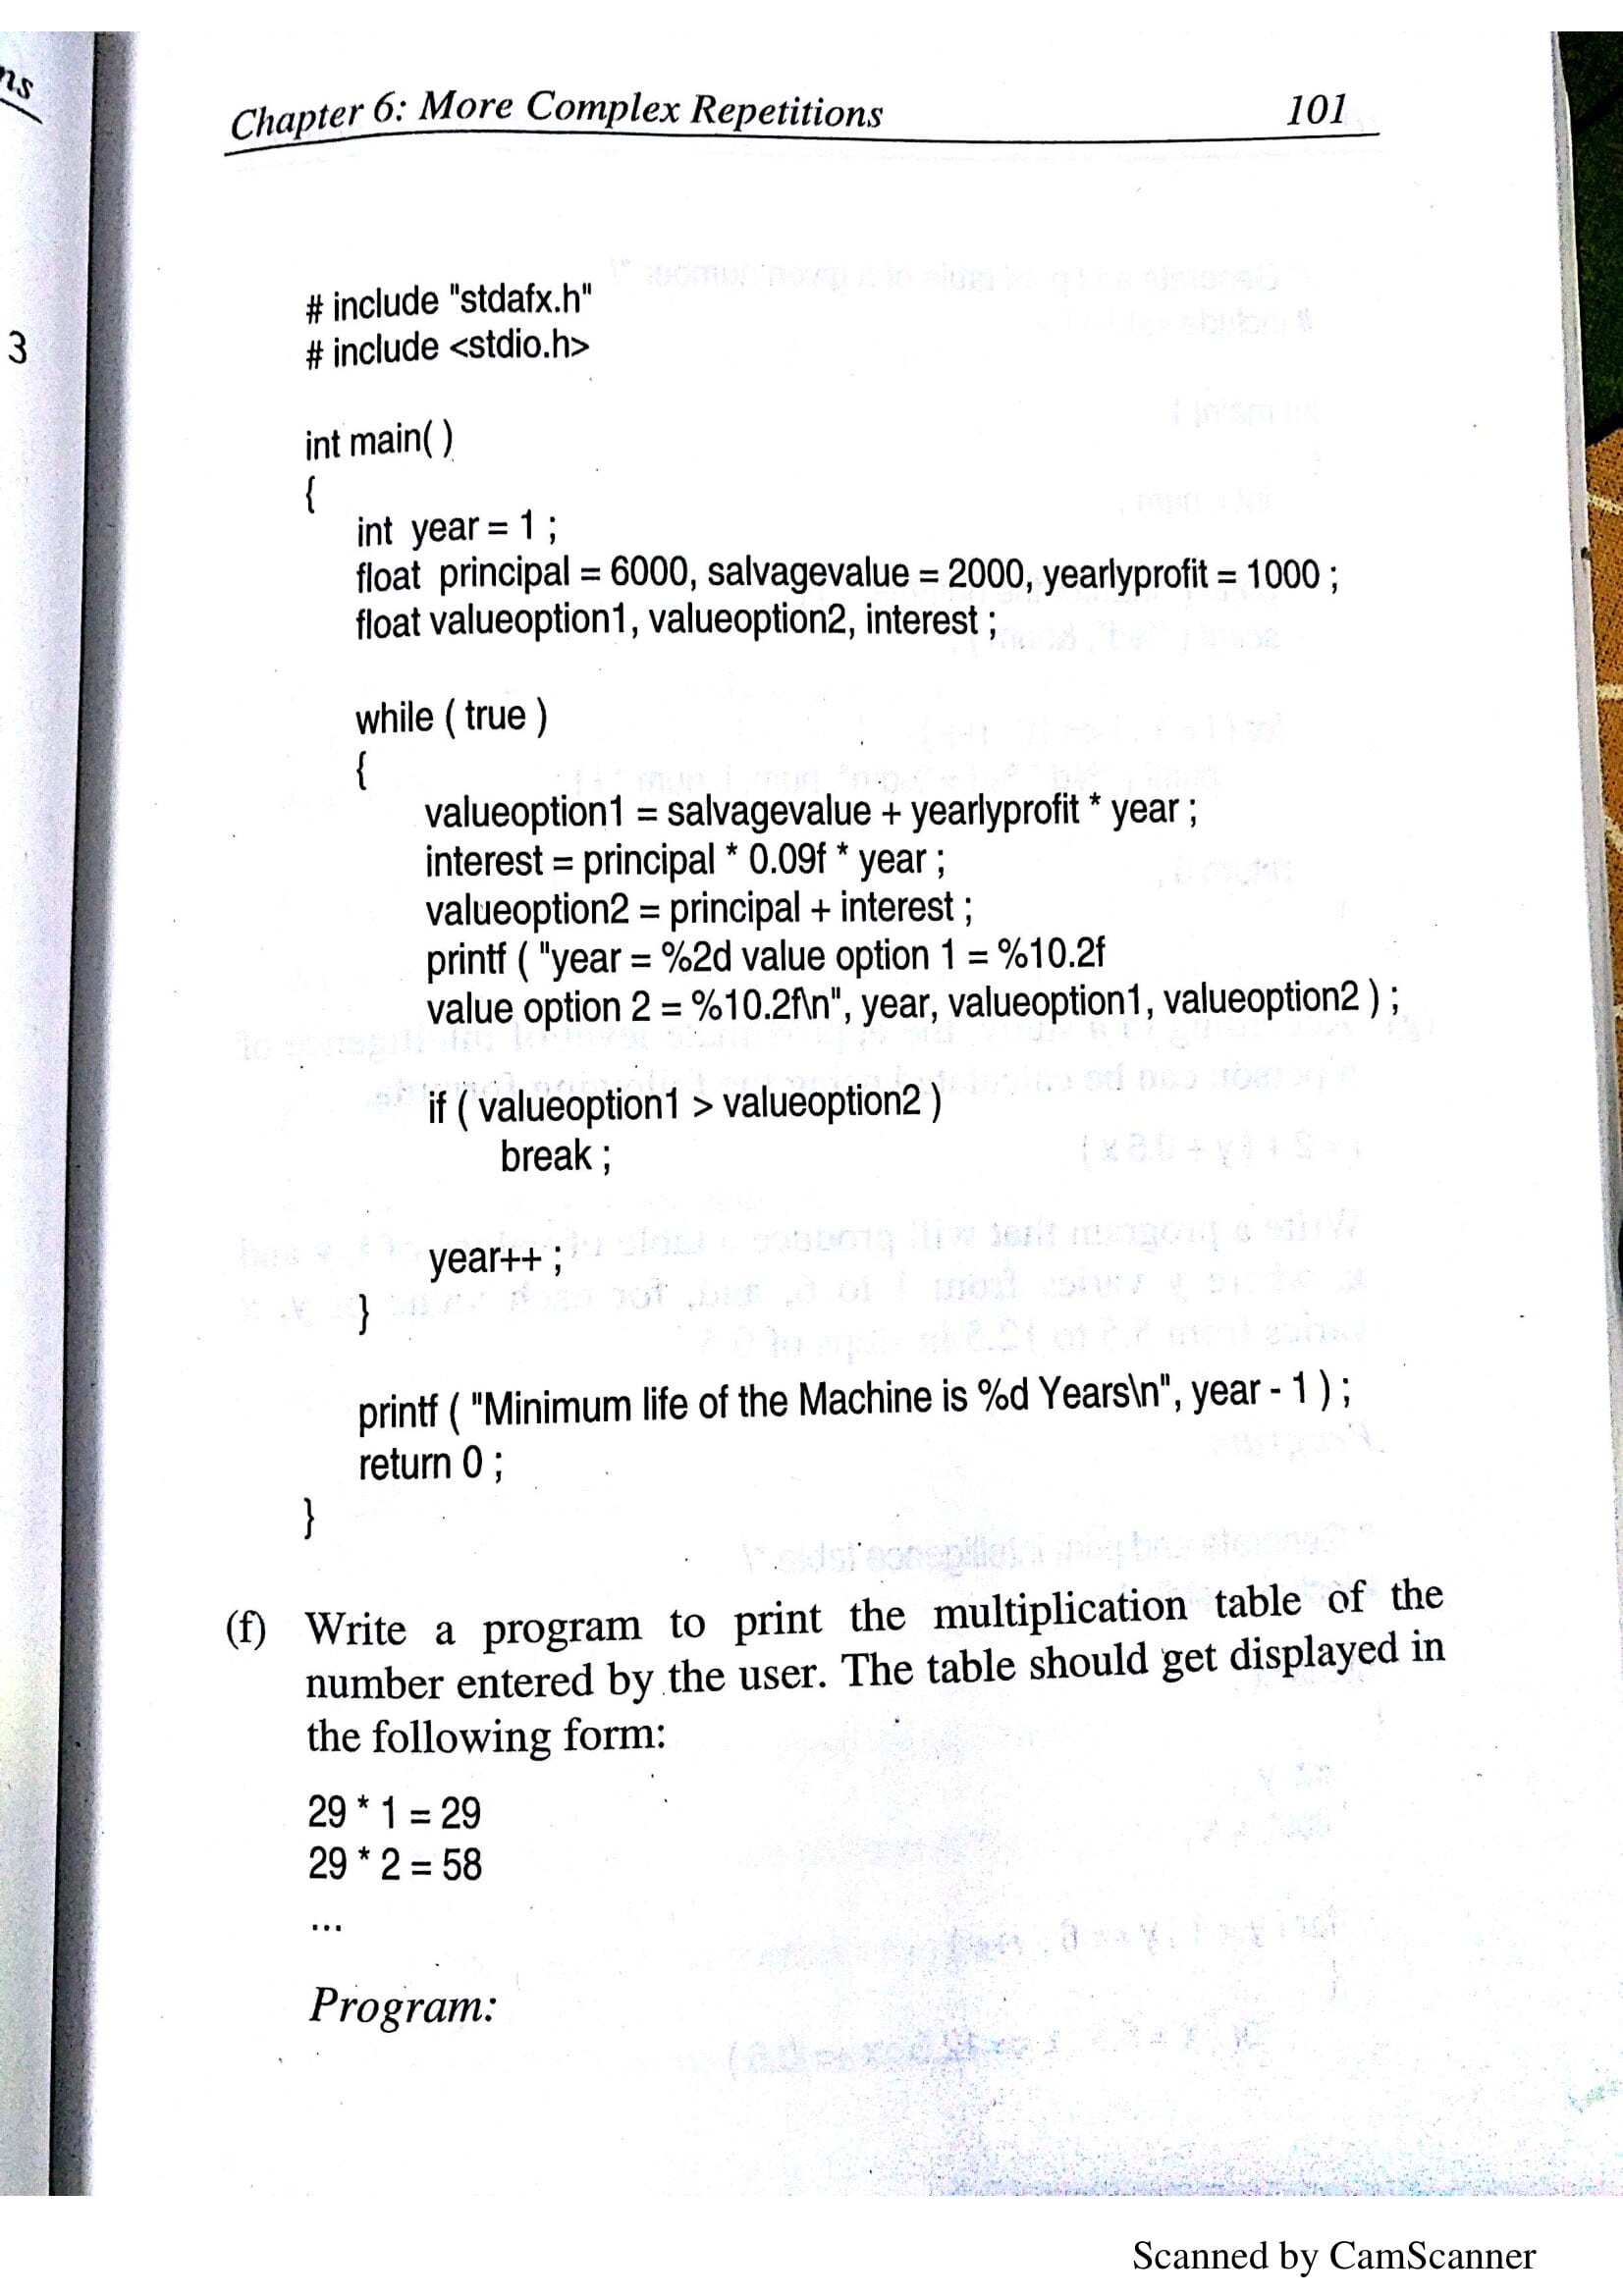 ns
3
Chapter 6: More Complex Repetitions 101
# include "stdafx.h"
# include <stdio.h>
int main( )
{
int year = 1 ;
float principal = 6000, salvagevalue = 2000, yearlyprofit = 1000 ;
float valueoption1, valueoption2, interest ;
while ( true )
{
valueoption1 = salvagevalue + yearlyprofit * year ;
interest = principal * 0.09f * year ;
valueoption2 = principal + interest ;
printf ( "year = %2d value option 1 = %10.2f
value option 2 = %10.2f\n", year, valueoption1, valueoption2 ) ;
if ( valueoption1 > valueoption2 )
break ;
year++ ;
}
printf ( "Minimum life of the Machine is %d Years\n", year - 1 ) ;
return 0 ;
}
(f) Write a program to print the multiplication table of the
number entered by the user. The table should get displayed in
the following form:
29 * 1 = 29
29 * 2 = 58
...
Program:
Scanned by CamScanner